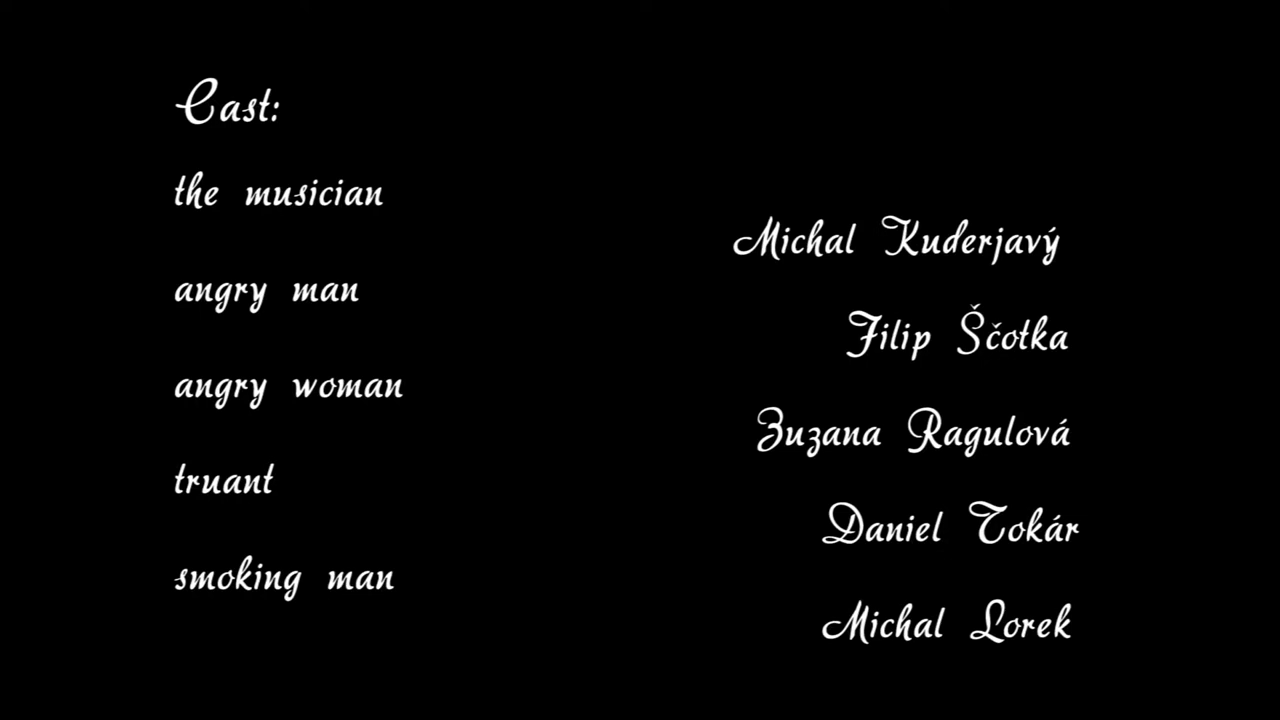 Cast:
the musician
Michal Kuderjavý
angry man
Filip Ščotka
angry woman
Zuzana Ragulová
truant
Daniel Tokár
smoking man
Michal Lorek